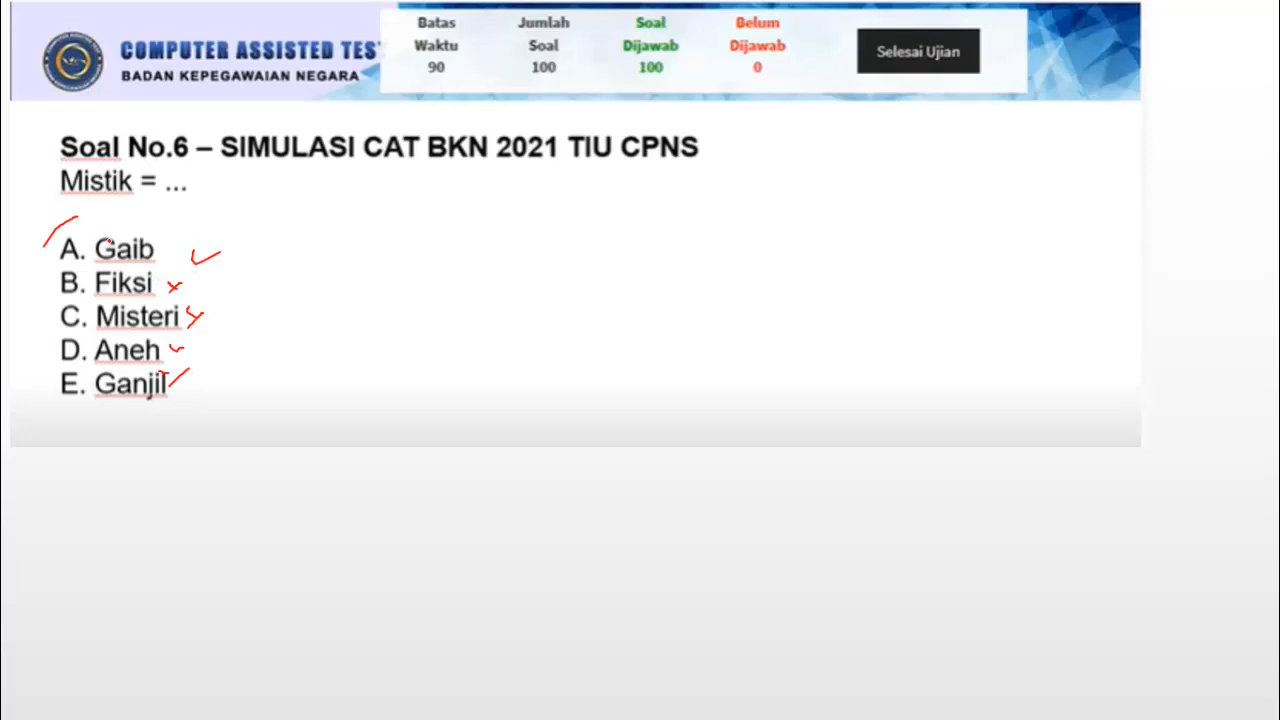 COMPUTER ASSISTED TES
BADAN KEPEGAWAIAN NEGARA
Batas Waktu 90
Jumlah Soal 100
Soal Dijawab 100
Belum Dijawab 0
Selesai Ujian
Soal No.6 – SIMULASI CAT BKN 2021 TIU CPNS
Mistik = ...
A. Gaib
B. Fiksi
C. Misteri
D. Aneh
E. Ganjil